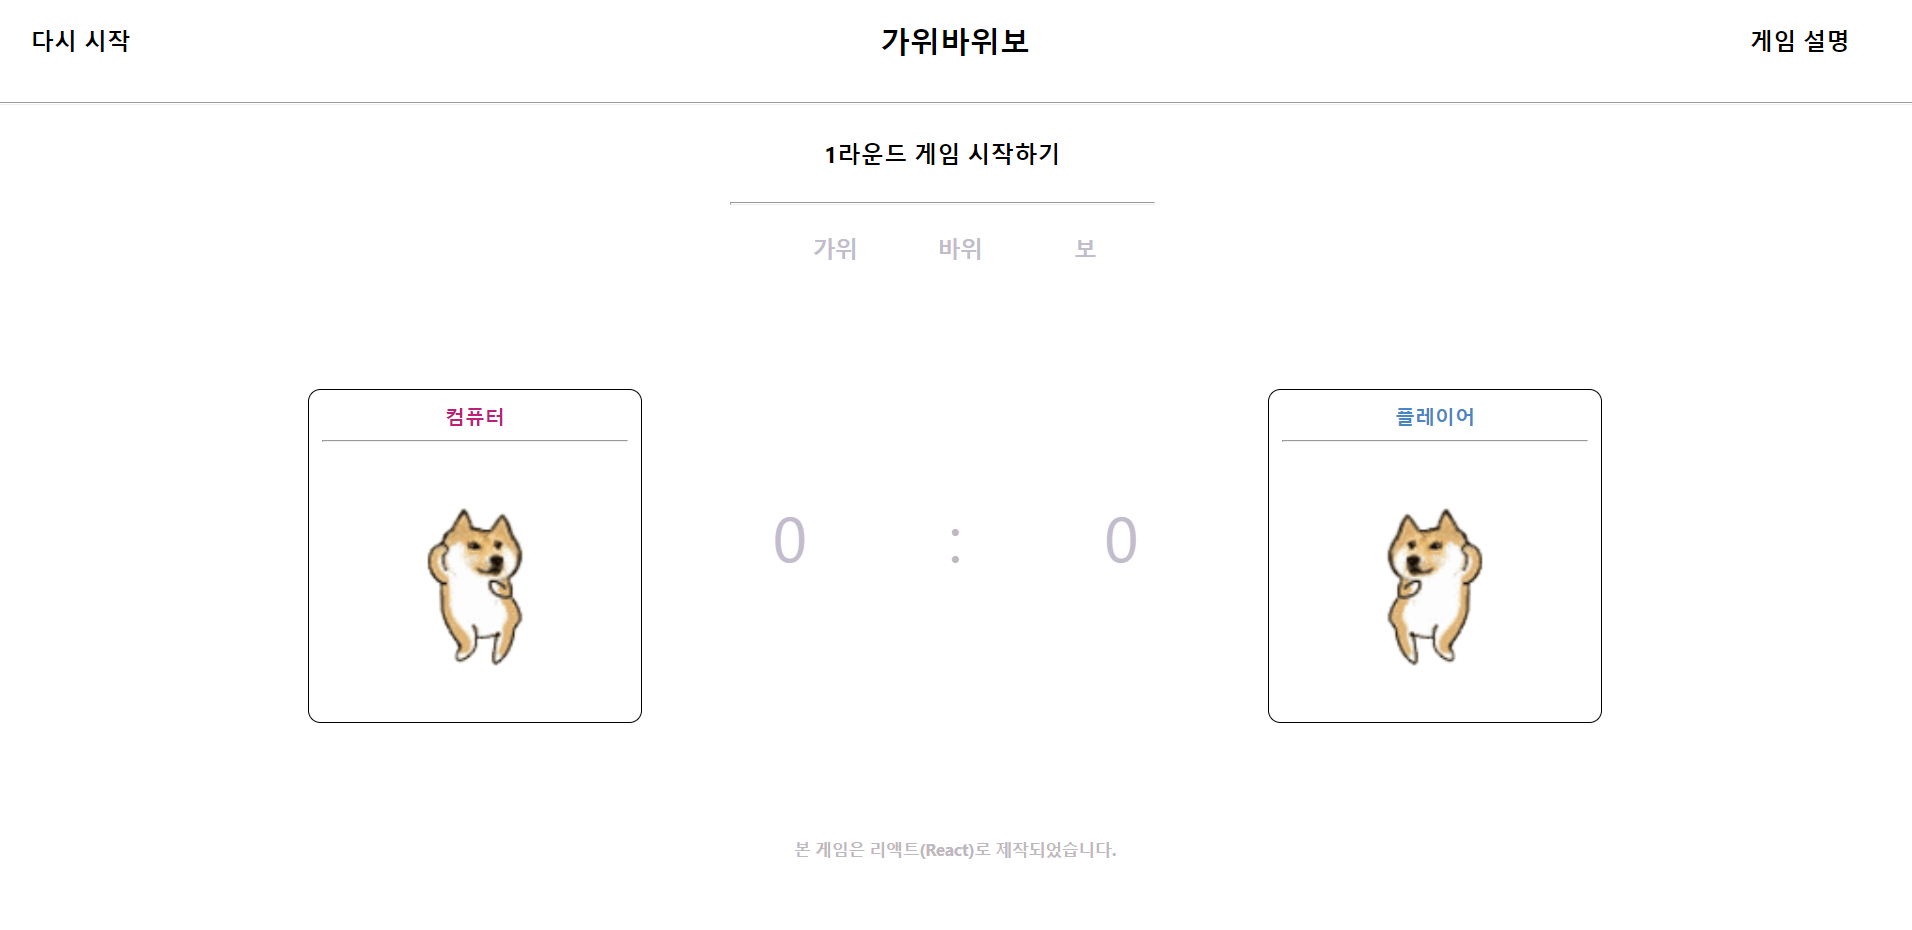 다시 시작
가위바위보
게임 설명
1라운드 게임 시작하기
가위 바위 보
컴퓨터
플레이어
0 : 0
본 게임은 리액트(React)로 제작되었습니다.